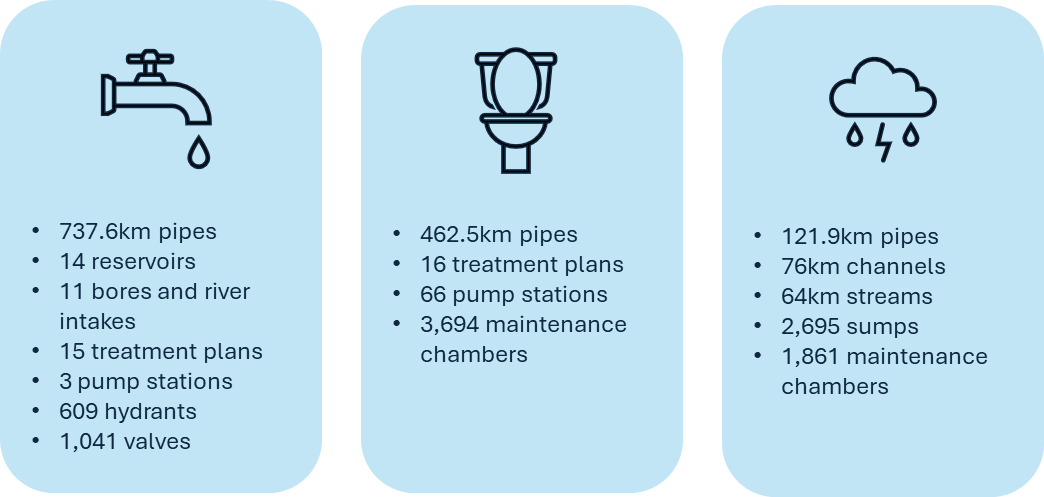 • 737.6km pipes
• 14 reservoirs
• 11 bores and river
intakes
• 15 treatment plans
• 3 pump stations
• 609 hydrants
• 1,041 valves
• 462.5km pipes
• 16 treatment plans
• 66 pump stations
• 3,694 maintenance
chambers
• 121.9km pipes
• 76km channels
• 64km streams
• 2,695 sumps
• 1,861 maintenance
chambers